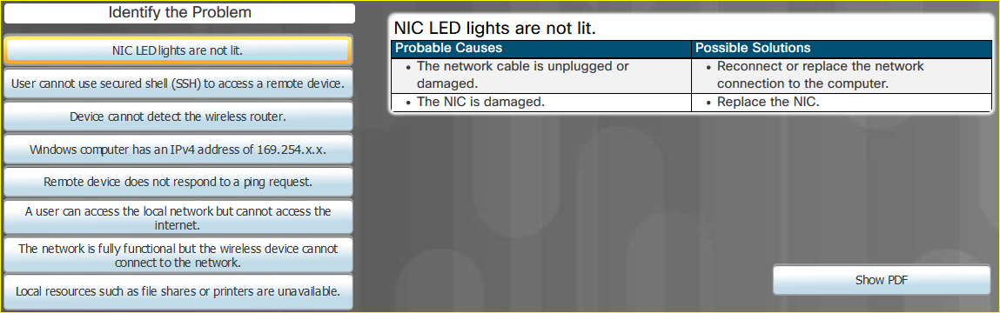 Identify the Problem
NIC LED lights are not lit.
User cannot use secured shell (SSH) to access a remote device.
Device cannot detect the wireless router.
Windows computer has an IPv4 address of 169.254.x.x.
Remote device does not respond to a ping request.
A user can access the local network but cannot access the
internet.
The network is fully functional but the wireless device cannot
connect to the network.
Local resources such as file shares or printers are unavailable.
NIC LED lights are not lit.
Probable Causes
Possible Solutions
• The network cable is unplugged or
damaged.
• Reconnect or replace the network
connection to the computer.
• The NIC is damaged.
• Replace the NIC.
Show PDF